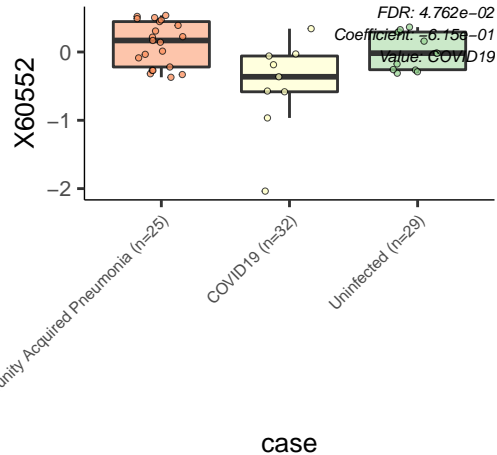 FDR: 4.762e-02
Coefficient: -6.15e-01
Value: COVID19
X60552
0
−1
−2
unity Acquired Pneumonia (n=25)
COVID19 (n=32)
Uninfected (n=29)
case